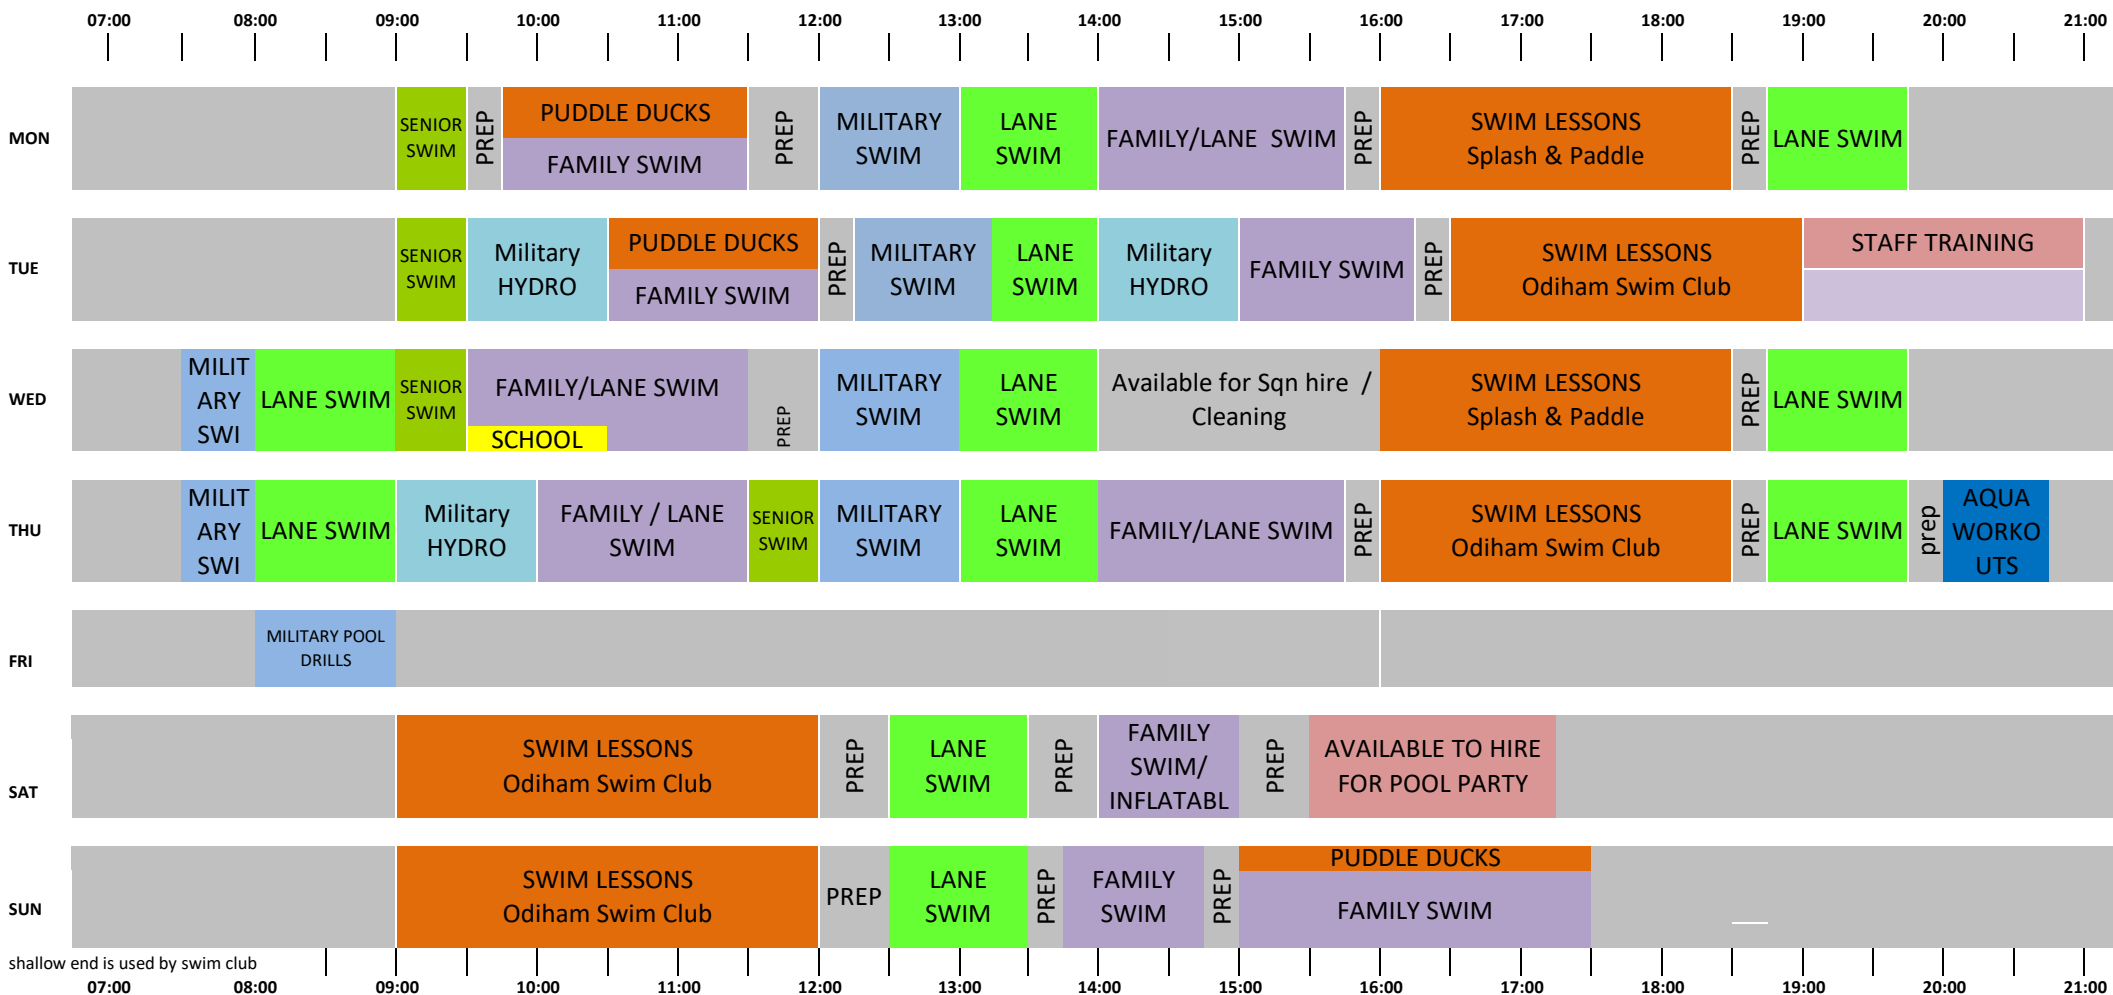 07:00 08:00 09:00 10:00 11:00 12:00 13:00 14:00 15:00 16:00 17:00 18:00 19:00 20:00 21:00
MON
SENIOR
SWIM
PREP
PUDDLE DUCKS
FAMILY SWIM
PREP
MILITARY
SWIM
LANE
SWIM
FAMILY/LANE SWIM
PREP
SWIM LESSONS
Splash & Paddle
PREP
LANE SWIM
TUE
SENIOR
SWIM
Military
HYDRO
PUDDLE DUCKS
FAMILY SWIM
PREP
MILITARY
SWIM
LANE
SWIM
Military
HYDRO
FAMILY SWIM
PREP
SWIM LESSONS
Odiham Swim Club
STAFF TRAINING
WED
MILIT
ARY
SWI
LANE SWIM
SENIOR
SWIM
FAMILY/LANE SWIM
SCHOOL
PREP
MILITARY
SWIM
LANE
SWIM
Available for Sqn hire /
Cleaning
SWIM LESSONS
Splash & Paddle
PREP
LANE SWIM
THU
MILIT
ARY
SWI
LANE SWIM
Military
HYDRO
FAMILY / LANE
SWIM
SENIOR
SWIM
MILITARY
SWIM
LANE
SWIM
FAMILY/LANE SWIM
PREP
SWIM LESSONS
Odiham Swim Club
PREP
LANE SWIM
prep
AQUA
WORKO
UTS
FRI
MILITARY POOL
DRILLS
SAT
SWIM LESSONS
Odiham Swim Club
PREP
LANE
SWIM
PREP
FAMILY
SWIM/
INFLATABL
PREP
AVAILABLE TO HIRE
FOR POOL PARTY
SUN
SWIM LESSONS
Odiham Swim Club
PREP
LANE
SWIM
PREP
FAMILY
SWIM
PREP
PUDDLE DUCKS
FAMILY SWIM
shallow end is used by swim club
07:00 08:00 09:00 10:00 11:00 12:00 13:00 14:00 15:00 16:00 17:00 18:00 19:00 20:00 21:00